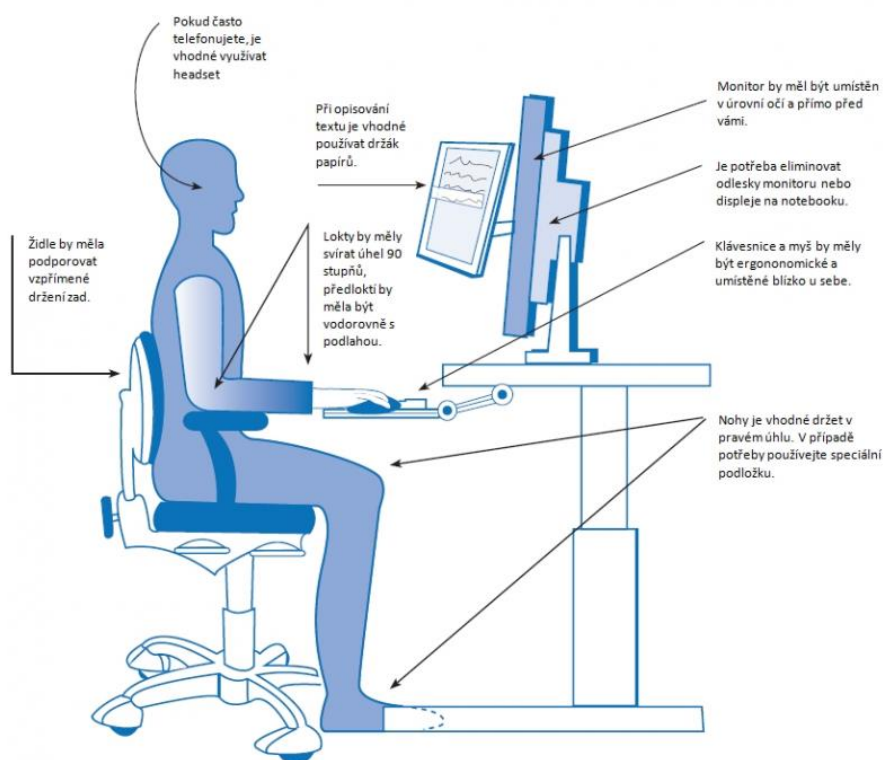 Pokud často
telefonujete, je
vhodné využívat
headset
Při opisování
textu je vhodné
používat držák
papírů.
Monitor by měl být umístěn
v úrovní očí a přímo před
vámi.
Je potřeba eliminovat
odlesky monitoru nebo
displeje na notebooku.
Židle by měla
podporovat
vzpřímené
držení zad.
Lokty by měly
svírat úhel 90
stupňů,
předloktí by
měla být
vodorovně s
podlahou.
Klávesnice a myš by měly
být ergononomické a
umístěné blízko u sebe.
Nohy je vhodné držet v
pravém úhlu. V případě
potřeby používejte speciální
podložku.